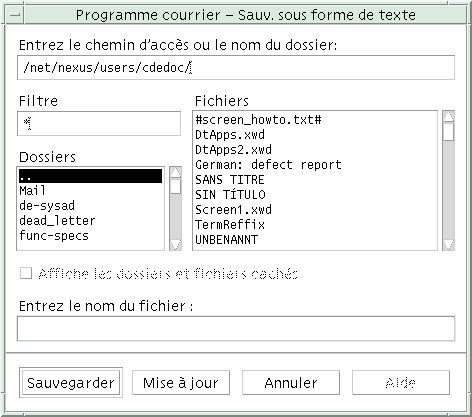 Programme courrier – Sauv. sous forme de texte
Entrez le chemin d'accès ou le nom du dossier:
/net/nexus/users/cdedoc/
Filtre
*
Fichiers
#screen_howto.txt#
DtApps.xwd
DtApps2.xwd
German: defect report
SANS TITRE
SIN TÍTULO
Screen1.xwd
TermReffix
UNBENANNT
Dossiers
..
Mail
de-sysad
dead_letter
func-specs
Affiche les dossiers et fichiers cachés
Entrez le nom du fichier :
Sauvegarder
Mise à jour
Annuler
Aide